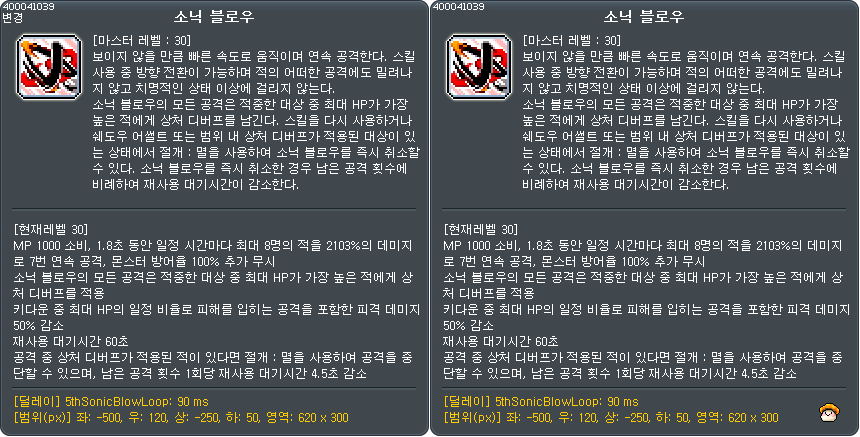 400041039
변경
소닉 블로우
[마스터 레벨 : 30]
보이지 않을 만큼 빠른 속도로 움직이며 연속 공격한다. 스킬
사용 중 방향 전환이 가능하며 적의 어떠한 공격에도 밀려나
지 않고 치명적인 상태 이상에 걸리지 않는다.
소닉 블로우의 모든 공격은 적중한 대상 중 최대 HP가 가장
높은 적에게 상처 디버프를 남긴다. 스킬을 다시 사용하거나
쉐도우 어썰트 또는 범위 내 상처 디버프가 적용된 대상이 있
는 상태에서 절개 : 멸을 사용하여 소닉 블로우를 즉시 취소할
수 있다. 소닉 블로우를 즉시 취소한 경우 남은 공격 횟수에
비례하여 재사용 대기시간이 감소한다.
[현재레벨 30]
MP 1000 소비, 1.8초 동안 일정 시간마다 최대 8명의 적을 2103%의 데미지
로 7번 연속 공격, 몬스터 방어율 100% 추가 무시
소닉 블로우의 모든 공격은 적중한 대상 중 최대 HP가 가장 높은 적에게 상
처 디버프를 적용
키다운 중 최대 HP의 일정 비율로 피해를 입히는 공격을 포함한 피격 데미지
50% 감소
재사용 대기시간 60초
공격 중 상처 디버프가 적용된 적이 있다면 절개 : 멸을 사용하여 공격을 중
단할 수 있으며, 남은 공격 횟수 1회당 재사용 대기시간 4.5초 감소
[딜레이] 5thSonicBlowLoop: 90 ms
[범위(px)] 좌: -500, 우: 120, 상: -250, 하: 50, 영역: 620 x 300
400041039
소닉 블로우
[마스터 레벨 : 30]
보이지 않을 만큼 빠른 속도로 움직이며 연속 공격한다. 스킬
사용 중 방향 전환이 가능하며 적의 어떠한 공격에도 밀려나
지 않고 치명적인 상태 이상에 걸리지 않는다.
소닉 블로우의 모든 공격은 적중한 대상 중 최대 HP가 가장
높은 적에게 상처 디버프를 남긴다. 스킬을 다시 사용하거나
쉐도우 어썰트 또는 범위 내 상처 디버프가 적용된 대상이 있
는 상태에서 절개 : 멸을 사용하여 소닉 블로우를 즉시 취소할
수 있다. 소닉 블로우를 즉시 취소한 경우 남은 공격 횟수에
비례하여 재사용 대기시간이 감소한다.
[현재레벨 30]
MP 1000 소비, 1.8초 동안 일정 시간마다 최대 8명의 적을 2103%의 데미지
로 7번 연속 공격, 몬스터 방어율 100% 추가 무시
소닉 블로우의 모든 공격은 적중한 대상 중 최대 HP가 가장 높은 적에게 상
처 디버프를 적용
키다운 중 최대 HP의 일정 비율로 피해를 입히는 공격을 포함한 피격 데미지
50% 감소
재사용 대기시간 60초
공격 중 상처 디버프가 적용된 적이 있다면 절개 : 멸을 사용하여 공격을 중
단할 수 있으며, 남은 공격 횟수 1회당 재사용 대기시간 4.5초 감소
[딜레이] 5thSonicBlowLoop: 90 ms
[범위(px)] 좌: -500, 우: 120, 상: -250, 하: 50, 영역: 620 x 300